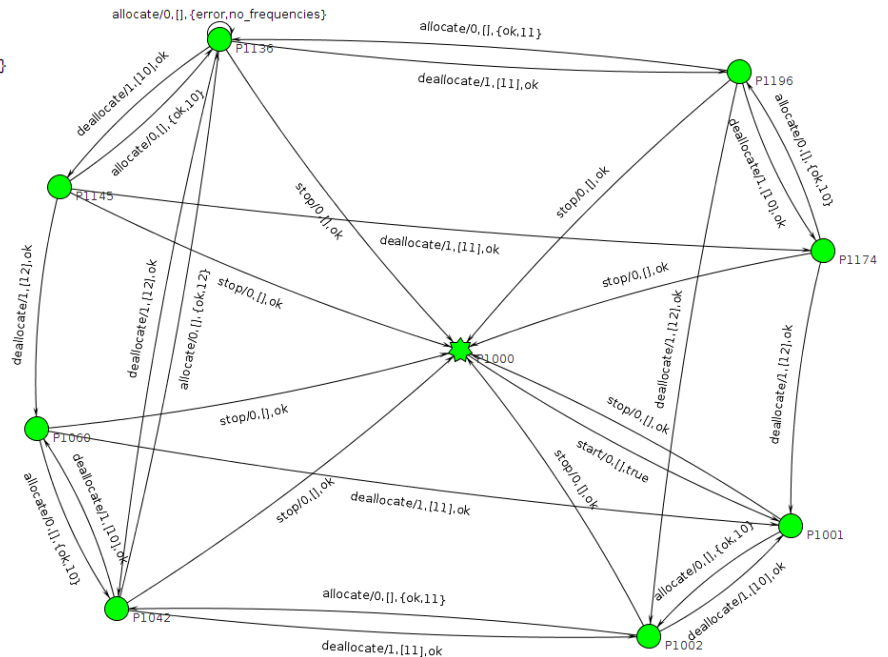 allocate/0,[],{error,no_frequencies}
allocate/0,[],{ok,11}
P1136
}
P1196
deallocate/1,[11],ok
deallocate/1,[10],ok
allocate/0,[],{ok,10}
allocate/0,[],{ok,10}
deallocate/1,[10],ok
P1145
stop/0,[],ok
stop/0,[],ok
deallocate/1,[11],ok
P1174
stop/0,[],ok
stop/0,[],ok
deallocate/1,[12],ok
deallocate/1,[12],ok
allocate/0,[],{ok,12}
deallocate/1,[12],ok
deallocate/1,[12],ok
P1000
stop/0,[],ok
stop/0,[],ok
P1060
start/0,[],true
stop/0,[],ok
stop/0,[],ok
deallocate/1,[11],ok
allocate/0,[],{ok,10}
deallocate/1,[10],ok
P1001
allocate/0,[],{ok,10}
deallocate/1,[10],ok
allocate/0,[],{ok,11}
P1042
deallocate/1,[11],ok
P1002